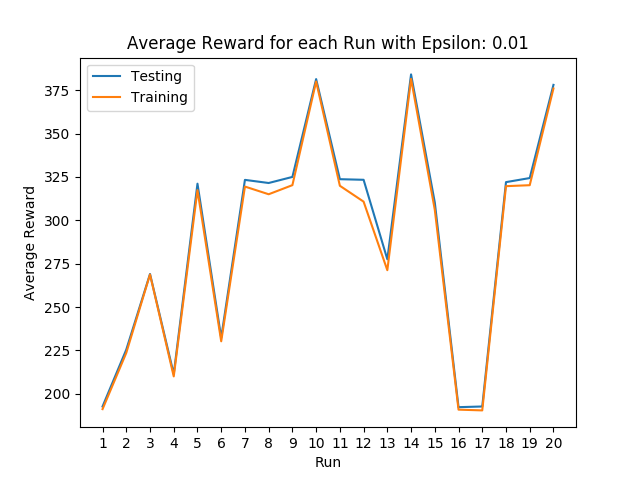 Average Reward for each Run with Epsilon: 0.01
Testing
Training
375
350
325
300
275
250
225
200
Average Reward
1 2 3 4 5 6 7 8 9 10 11 12 13 14 15 16 17 18 19 20
Run